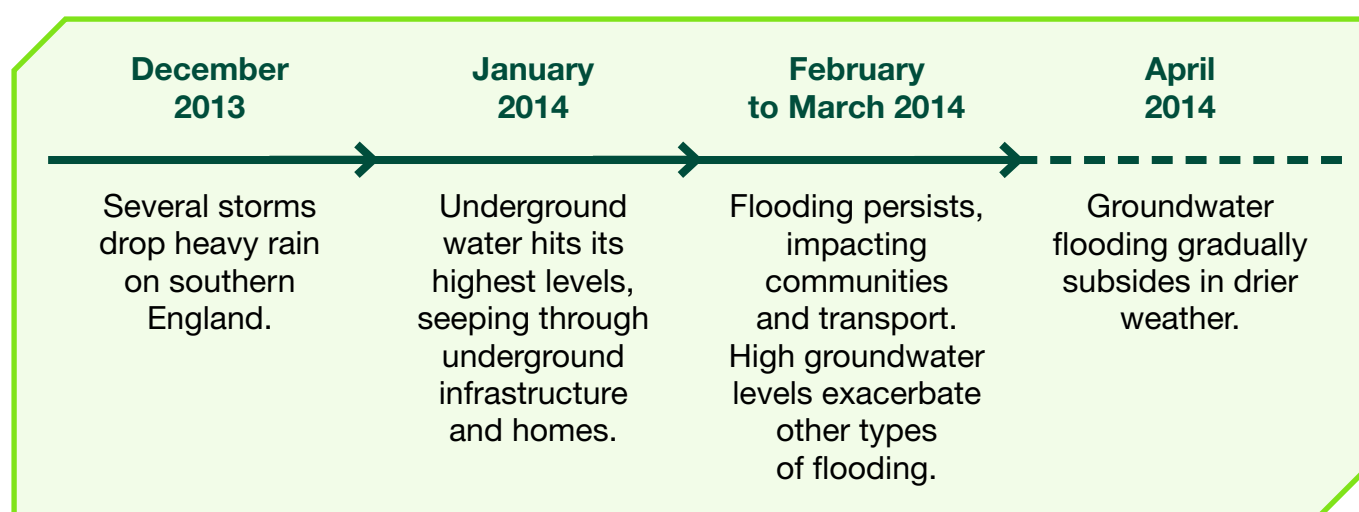 December
2013
Several storms
drop heavy rain
on southern
England.
January
2014
Underground
water hits its
highest levels,
seeping through
underground
infrastructure
and homes.
February
to March 2014
Flooding persists,
impacting
communities
and transport.
High groundwater
levels exacerbate
other types
of flooding.
April
2014
Groundwater
flooding gradually
subsides in drier
weather.